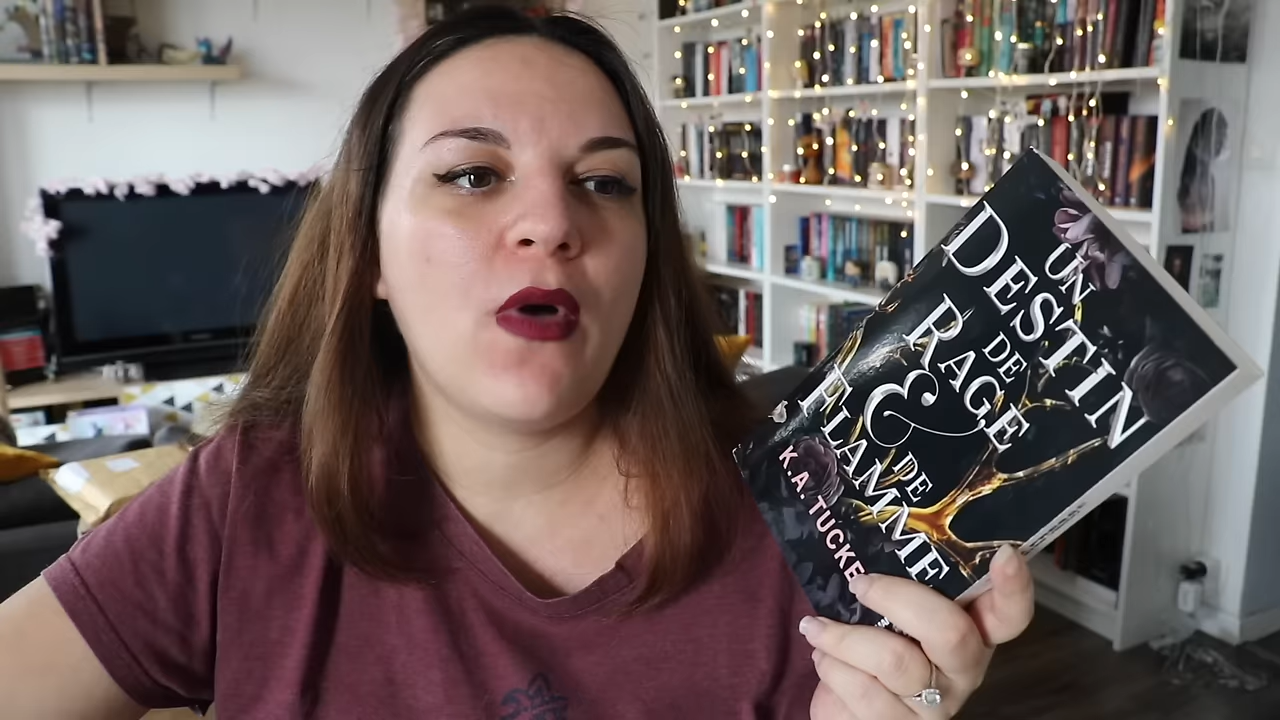 UN
DESTIN
DE
RAGE
& DE
FLAMME
K.A. TUCKE